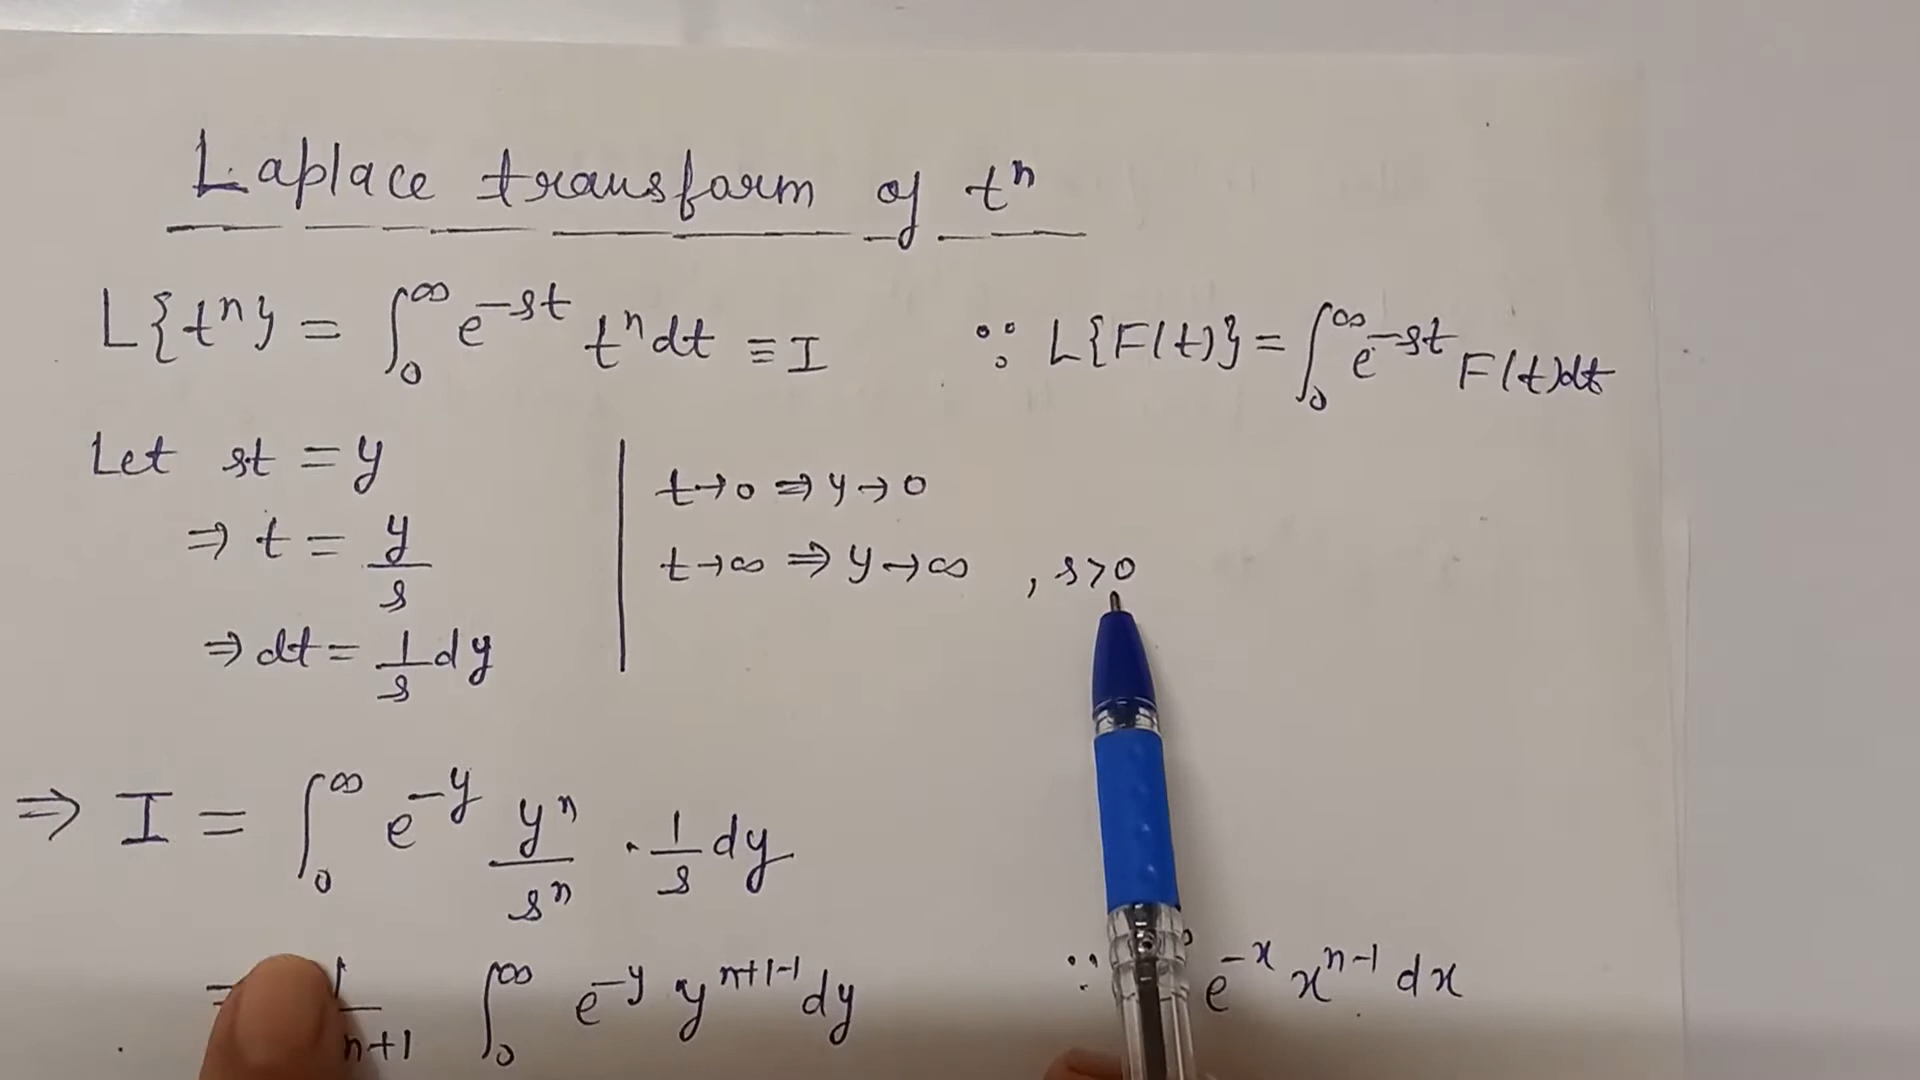 Laplace transform of tⁿ
L{tⁿ} = ∫₀^∞ e^{-st} tⁿ dt ≡ I ∵ L{F(t)} = ∫₀^∞ e^{-st} F(t)dt
Let st = y
⇒ t = y/s
⇒ dt = 1/s dy
t→0 ⇒ y→0
t→∞ ⇒ y→∞ , s>0
⇒ I = ∫₀^∞ e^{-y} yⁿ/sⁿ · 1/s dy
= 1/ n+1 ∫₀^∞ e^{-y} y^{n+1-1} dy ∵ e^{-x} x^{n-1} dx